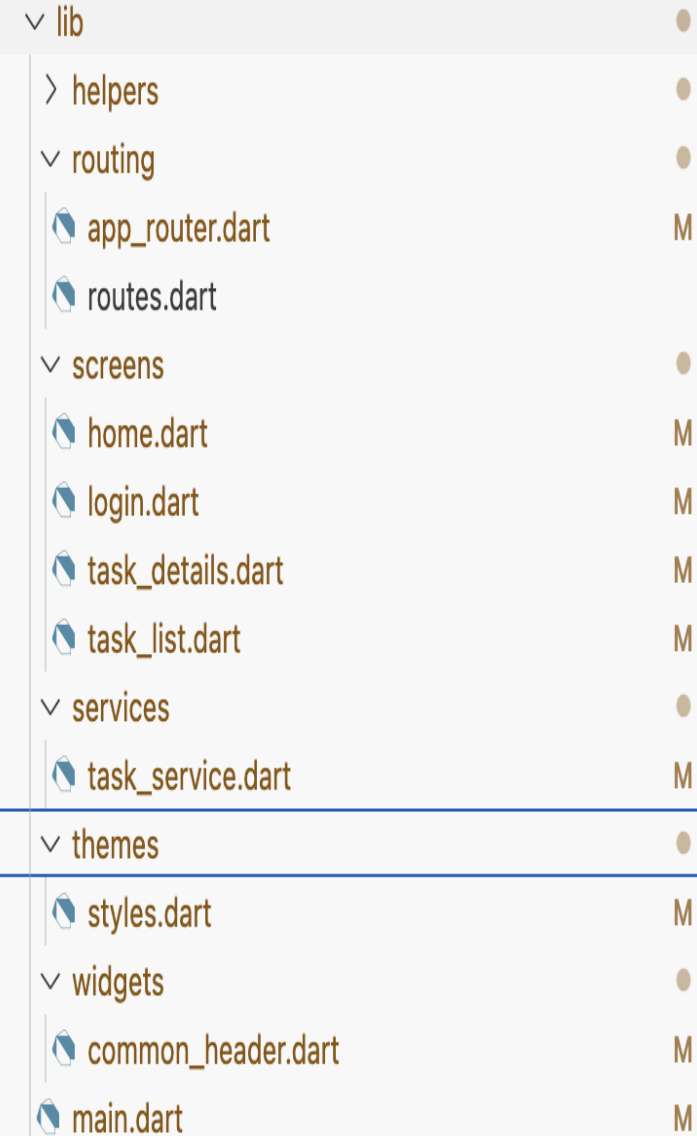 lib
helpers
routing
app_router.dart M
routes.dart
screens
home.dart M
login.dart M
task_details.dart M
task_list.dart M
services
task_service.dart M
themes
styles.dart M
widgets
common_header.dart M
main.dart M